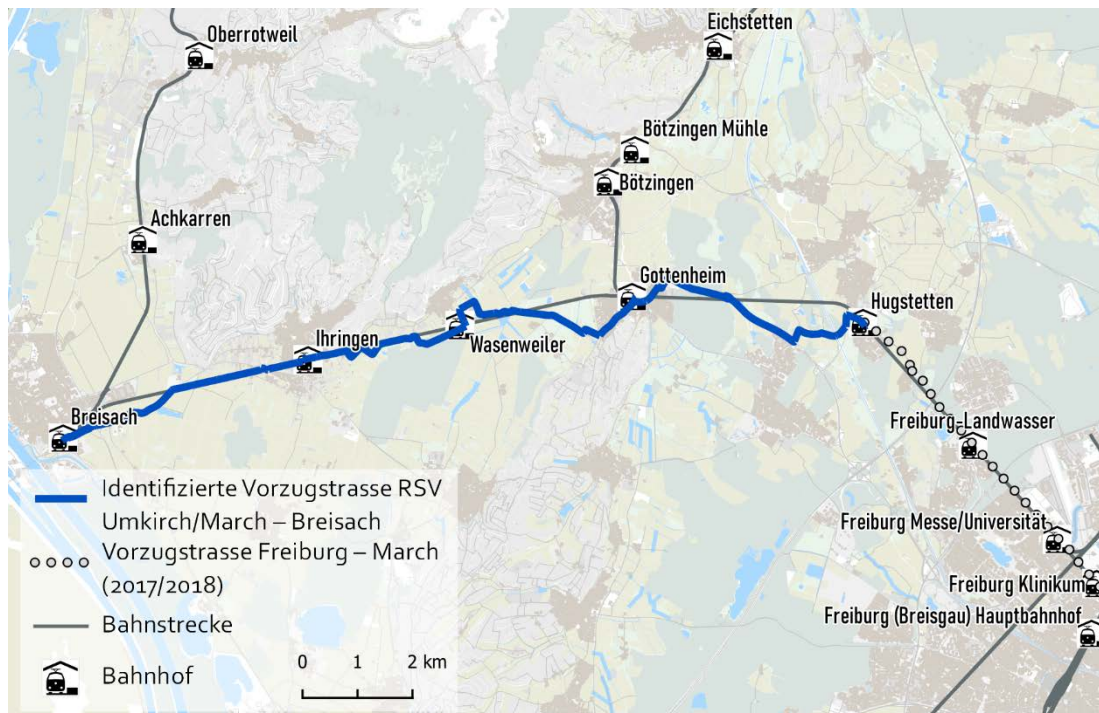 Eichstetten
Oberrotweil
Bötzingen Mühle
Bötzingen
Achkarren
Gottenheim
Hugstetten
Ihringen
Wasenweiler
Breisach
Freiburg-Landwasser
Freiburg Messe/Universität
Freiburg Klinikum
Freiburg (Breisgau) Hauptbahnhof
Identifizierte Vorzugstrasse RSV
Umkirch/March – Breisach
Vorzugstrasse Freiburg – March
(2017/2018)
Bahnstrecke
Bahnhof
0 1 2 km